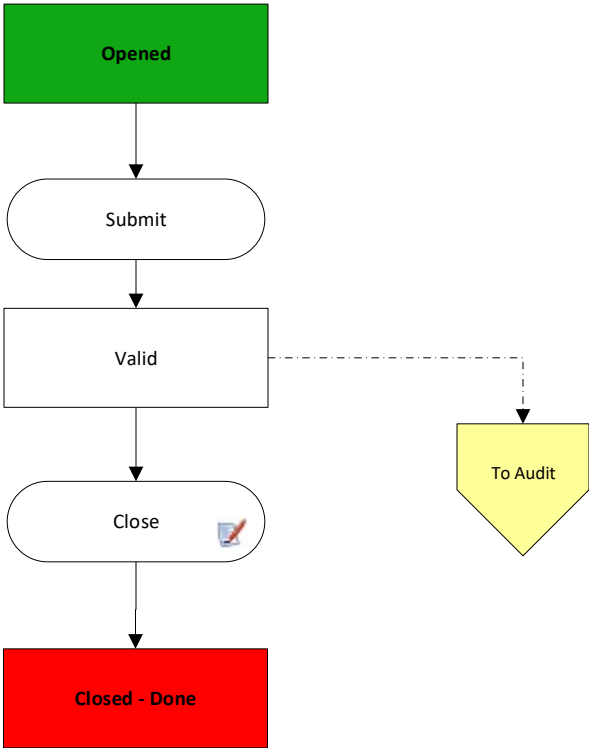 Opened
Submit
Valid
To Audit
Close
Closed - Done